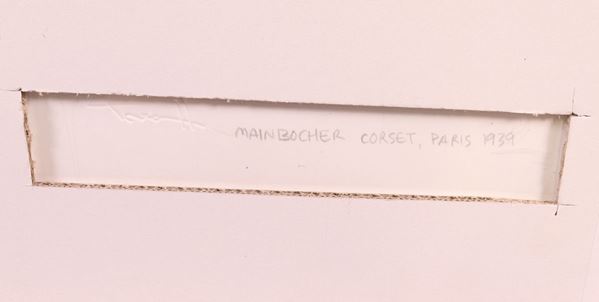 MAINBOCHER CORSET, PARIS 1939